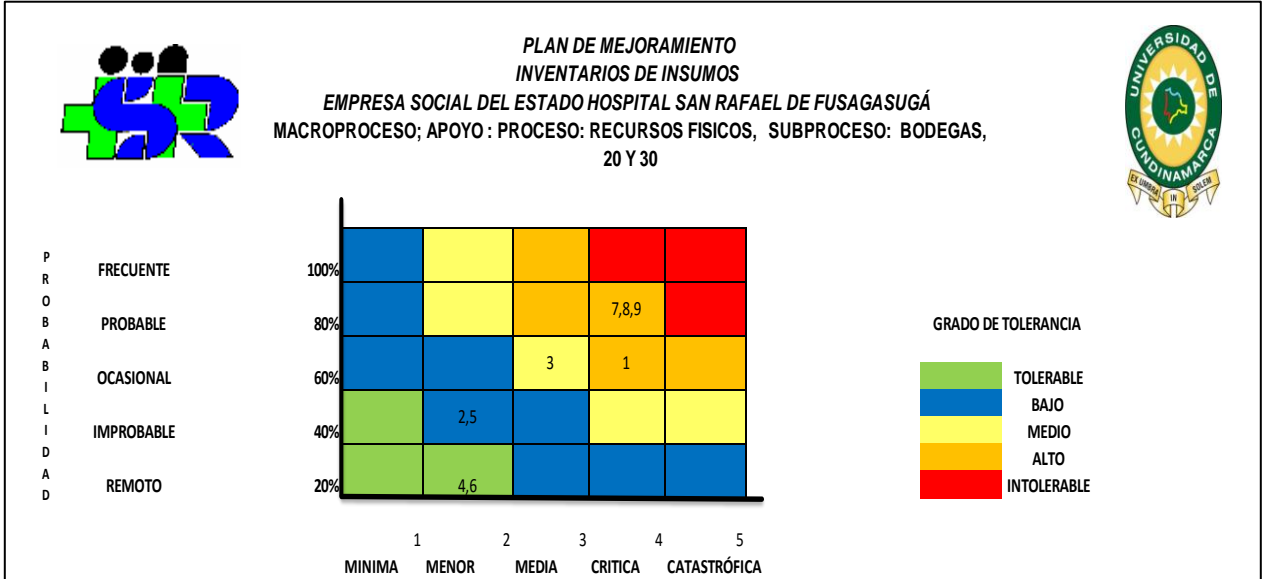 PLAN DE MEJORAMIENTO
INVENTARIOS DE INSUMOS
EMPRESA SOCIAL DEL ESTADO HOSPITAL SAN RAFAEL DE FUSAGASUGÁ
MACROPROCESO; APOYO : PROCESO: RECURSOS FISICOS, SUBPROCESO: BODEGAS,
20 Y 30
UNIVERSIDAD DE
CUNDINAMARCA
EX UMBRA IN SOLEM
PROBABILIDAD
FRECUENTE 100%
PROBABLE 80% 7,8,9
OCASIONAL 60% 3 1
IMPROBABLE 40% 2,5
REMOTO 20% 4,6
1 2 3 4 5
MINIMA MENOR MEDIA CRITICA CATASTRÓFICA
GRADO DE TOLERANCIA
TOLERABLE
BAJO
MEDIO
ALTO
INTOLERABLE